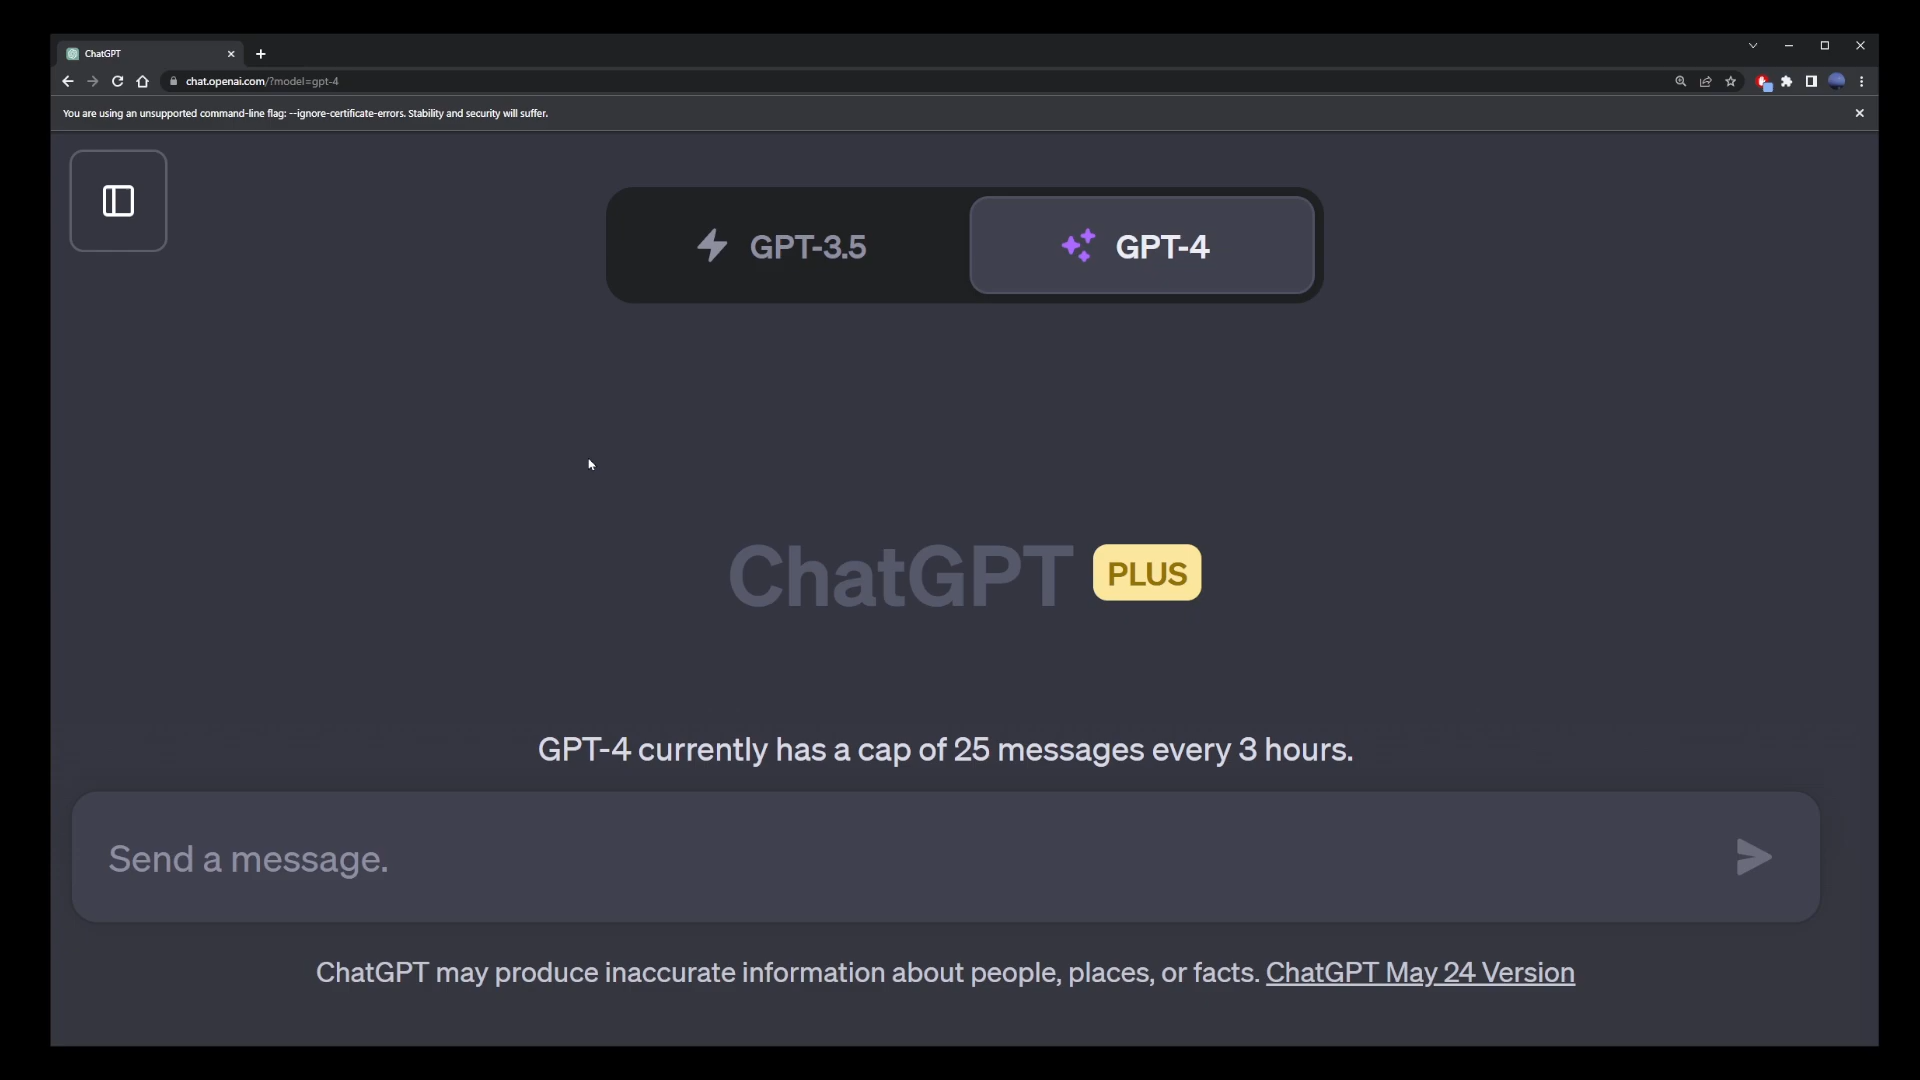 ChatGPT
chat.openai.com/?model=gpt-4
You are using an unsupported command-line flag: --ignore-certificate-errors. Stability and security will suffer.
GPT-3.5
GPT-4
ChatGPT PLUS
GPT-4 currently has a cap of 25 messages every 3 hours.
Send a message.
ChatGPT may produce inaccurate information about people, places, or facts. ChatGPT May 24 Version